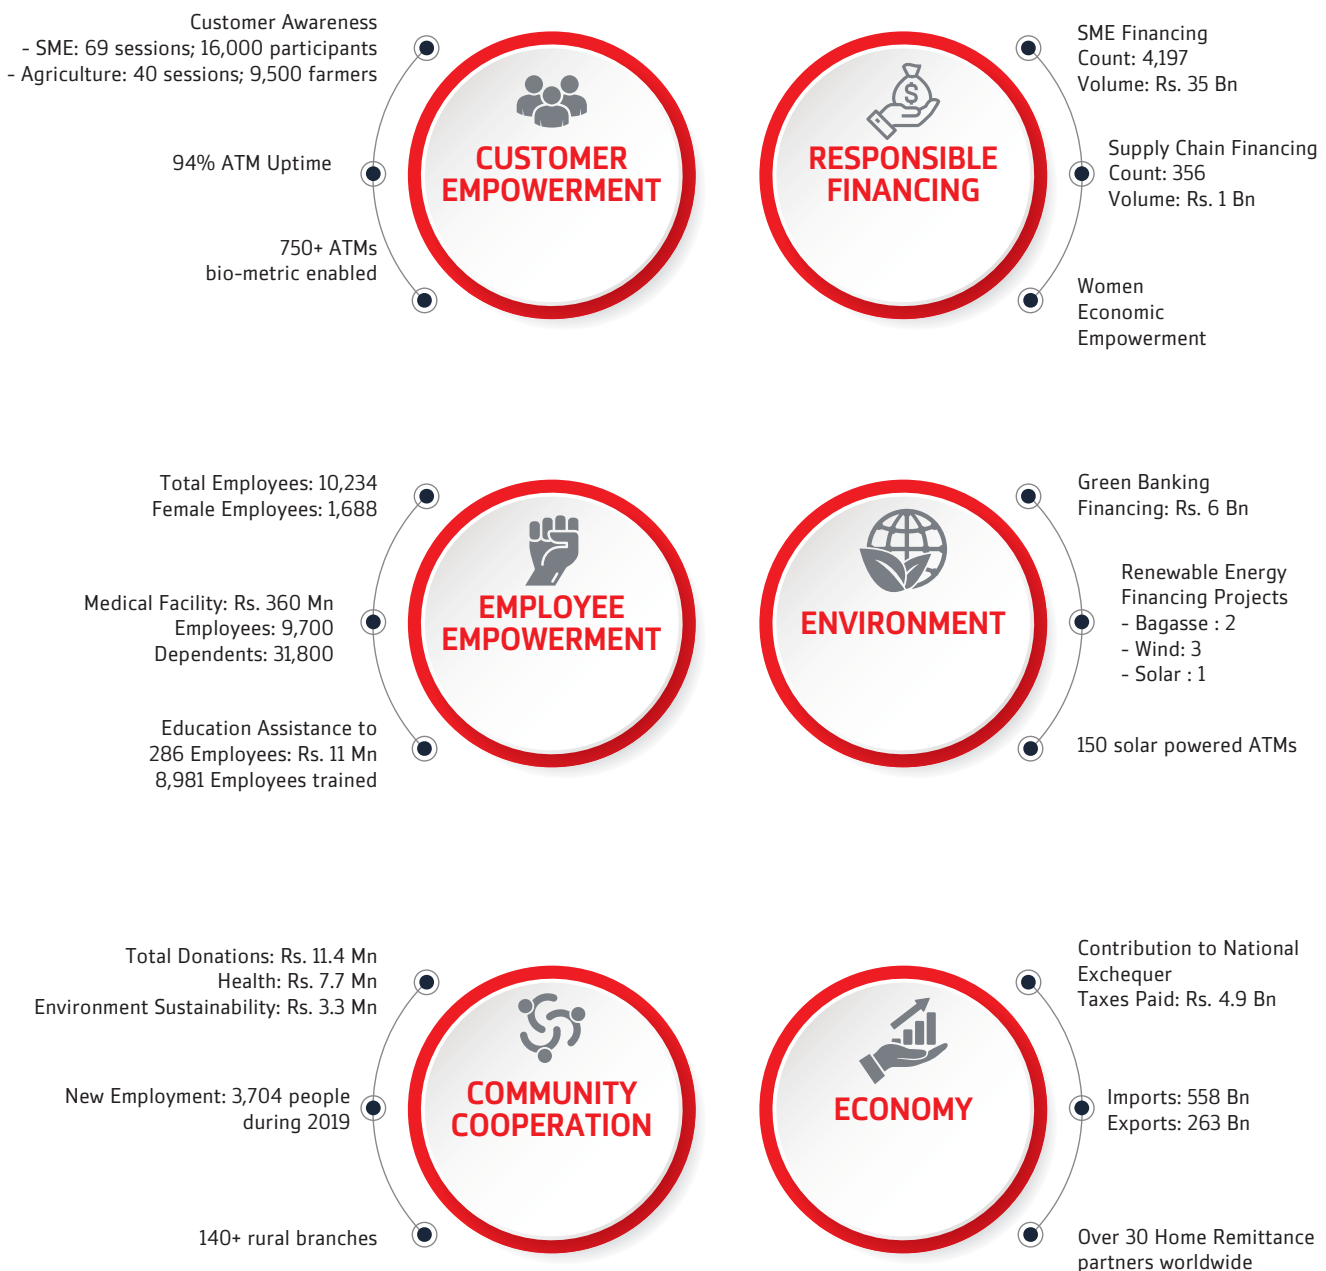 Customer Awareness
- SME: 69 sessions; 16,000 participants
- Agriculture: 40 sessions; 9,500 farmers
94% ATM Uptime
750+ ATMs
bio-metric enabled
CUSTOMER
EMPOWERMENT
$
RESPONSIBLE
FINANCING
SME Financing
Count: 4,197
Volume: Rs. 35 Bn
Supply Chain Financing
Count: 356
Volume: Rs. 1 Bn
Women
Economic
Empowerment
Total Employees: 10,234
Female Employees: 1,688
Medical Facility: Rs. 360 Mn
Employees: 9,700
Dependents: 31,800
Education Assistance to
286 Employees: Rs. 11 Mn
8,981 Employees trained
EMPLOYEE
EMPOWERMENT
ENVIRONMENT
Green Banking
Financing: Rs. 6 Bn
Renewable Energy
Financing Projects
- Bagasse : 2
- Wind: 3
- Solar : 1
150 solar powered ATMs
Total Donations: Rs. 11.4 Mn
Health: Rs. 7.7 Mn
Environment Sustainability: Rs. 3.3 Mn
New Employment: 3,704 people
during 2019
140+ rural branches
COMMUNITY
COOPERATION
ECONOMY
Contribution to National
Exchequer
Taxes Paid: Rs. 4.9 Bn
Imports: 558 Bn
Exports: 263 Bn
Over 30 Home Remittance
partners worldwide